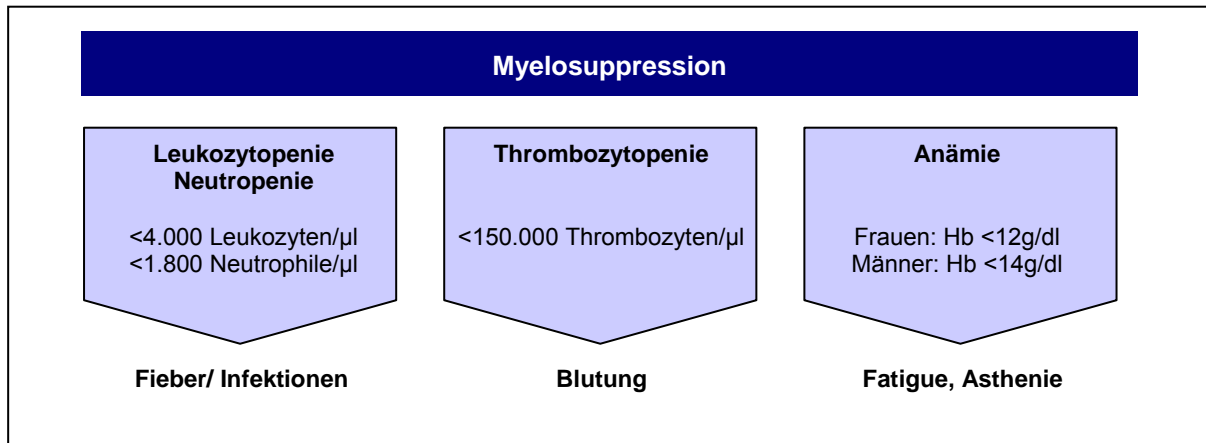 Myelosuppression
Leukozytopenie
Neutropenie
<4.000 Leukozyten/µl
<1.800 Neutrophile/µl
Fieber/ Infektionen
Thrombozytopenie
<150.000 Thrombozyten/µl
Blutung
Anämie
Frauen: Hb <12g/dl
Männer: Hb <14g/dl
Fatigue, Asthenie